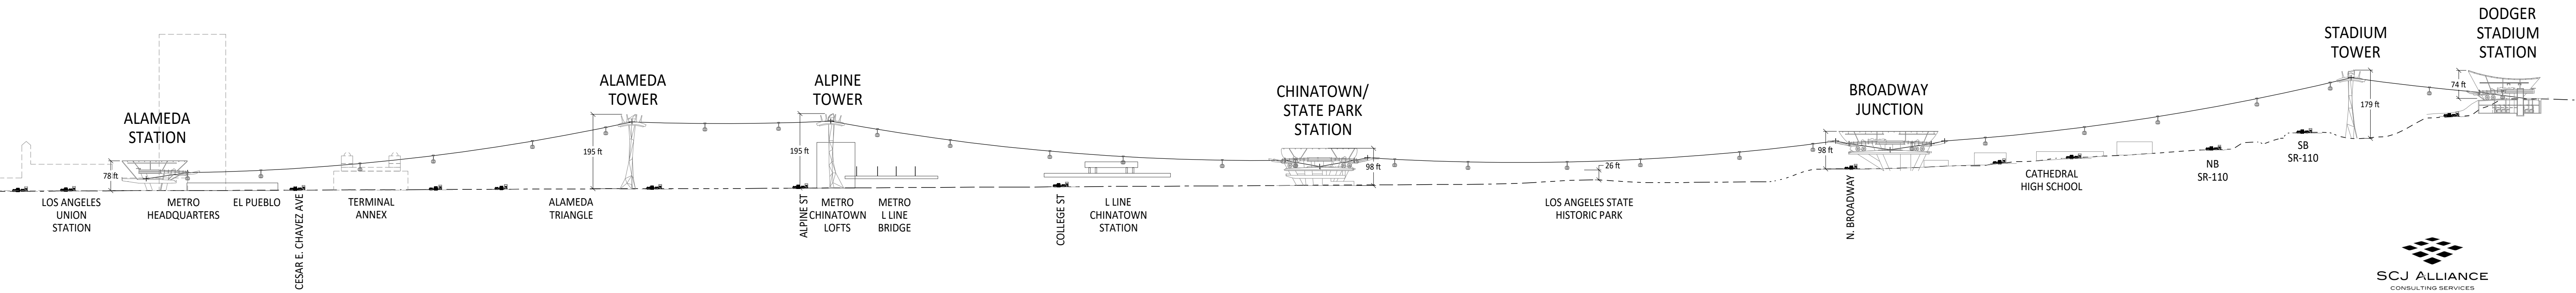 ALAMEDA
STATION
78 ft
LOS ANGELES
UNION
STATION
METRO
HEADQUARTERS
EL PUEBLO
CESAR E. CHAVEZ AVE
TERMINAL
ANNEX
ALAMEDA
TRIANGLE
ALAMEDA
TOWER
195 ft
ALPINE
TOWER
195 ft
ALPINE ST
METRO
CHINATOWN
LOFTS
METRO
L LINE
BRIDGE
COLLEGE ST
L LINE
CHINATOWN
STATION
CHINATOWN/
STATE PARK
STATION
98 ft
26 ft
LOS ANGELES STATE
HISTORIC PARK
BROADWAY
JUNCTION
98 ft
N. BROADWAY
CATHEDRAL
HIGH SCHOOL
NB
SR-110
SB
SR-110
STADIUM
TOWER
179 ft
DODGER
STADIUM
STATION
74 ft
SCJ ALLIANCE
CONSULTING SERVICES